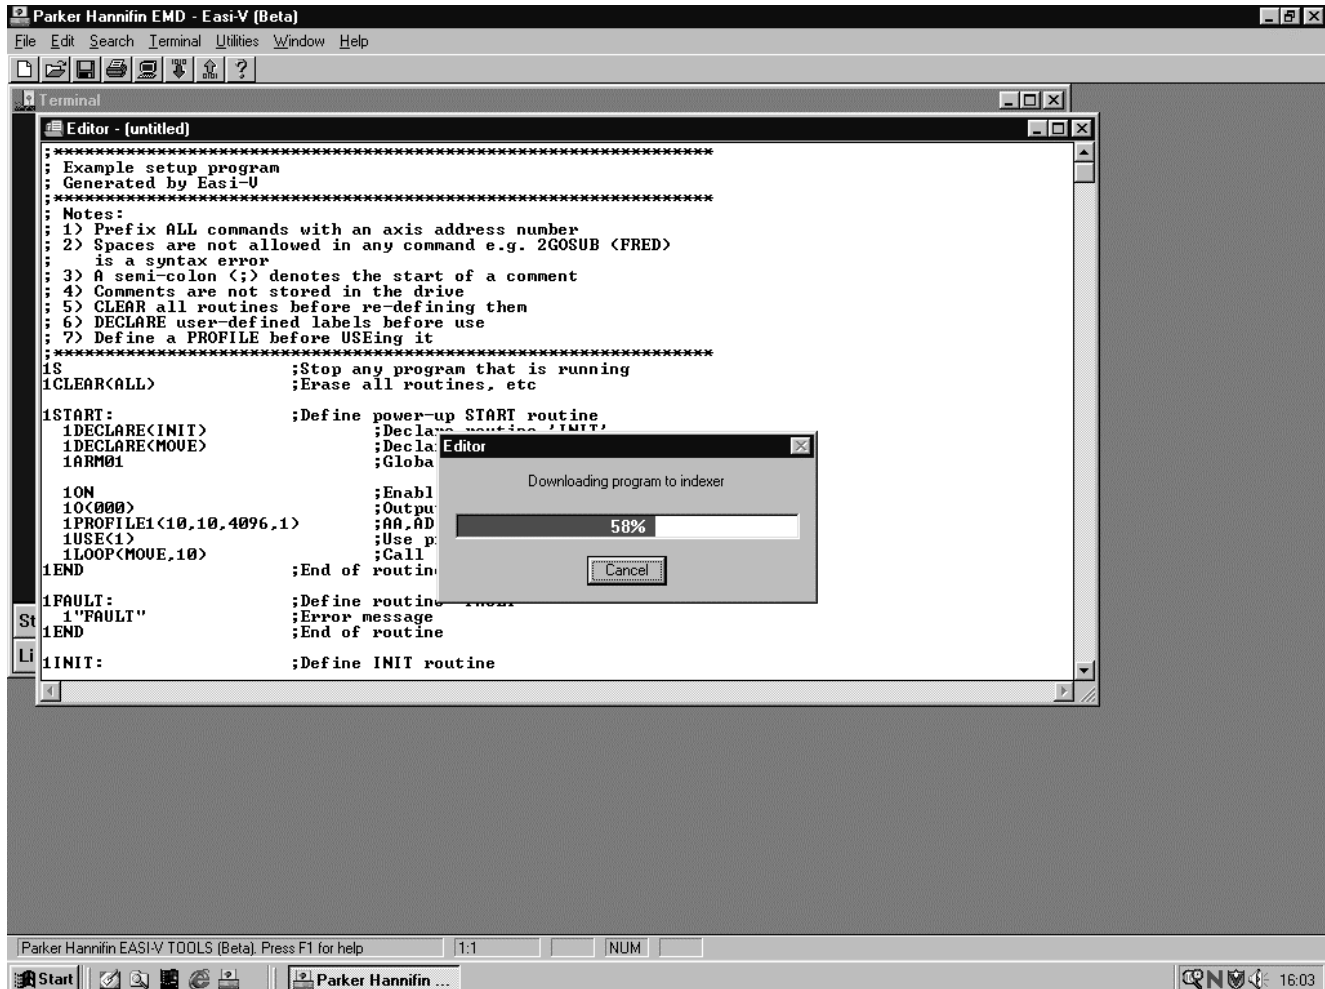 Parker Hannifin EMD - Easi-V (Beta)
File Edit Search Terminal Utilities Window Help
Terminal
Editor - (untitled)
;***************************************************************
; Example setup program
; Generated by Easi-V
;***************************************************************
; Notes:
; 1) Prefix ALL commands with an axis address number
; 2) Spaces are not allowed in any command e.g. 2GOSUB (FRED)
;    is a syntax error
; 3) A semi-colon (;) denotes the start of a comment
; 4) Comments are not stored in the drive
; 5) CLEAR all routines before re-defining them
; 6) DECLARE user-defined labels before use
; 7) Define a PROFILE before USEing it
;***************************************************************
1S ;Stop any program that is running
1CLEAR(ALL) ;Erase all routines, etc
1START: ;Define power-up START routine
1DECLARE(INIT) ;Declare routine 'INIT'
1DECLARE(MOVE) ;Decla
1ARM01 ;Globa
1ON ;Enabl
1O(000) ;Outpu
1PROFILE1(10,10,4096,1) ;AA,AD
1USE(1) ;Use p
1LOOP(MOVE,10) ;Call
1END ;End of routin
Editor
Downloading program to indexer
58%
Cancel
1FAULT: ;Define routine 'FAULT'
1"FAULT" ;Error message
1END ;End of routine
1INIT: ;Define INIT routine
St
Li
Parker Hannifin EASI-V TOOLS (Beta). Press F1 for help 1:1 NUM
Start Parker Hannifin ... 16:03